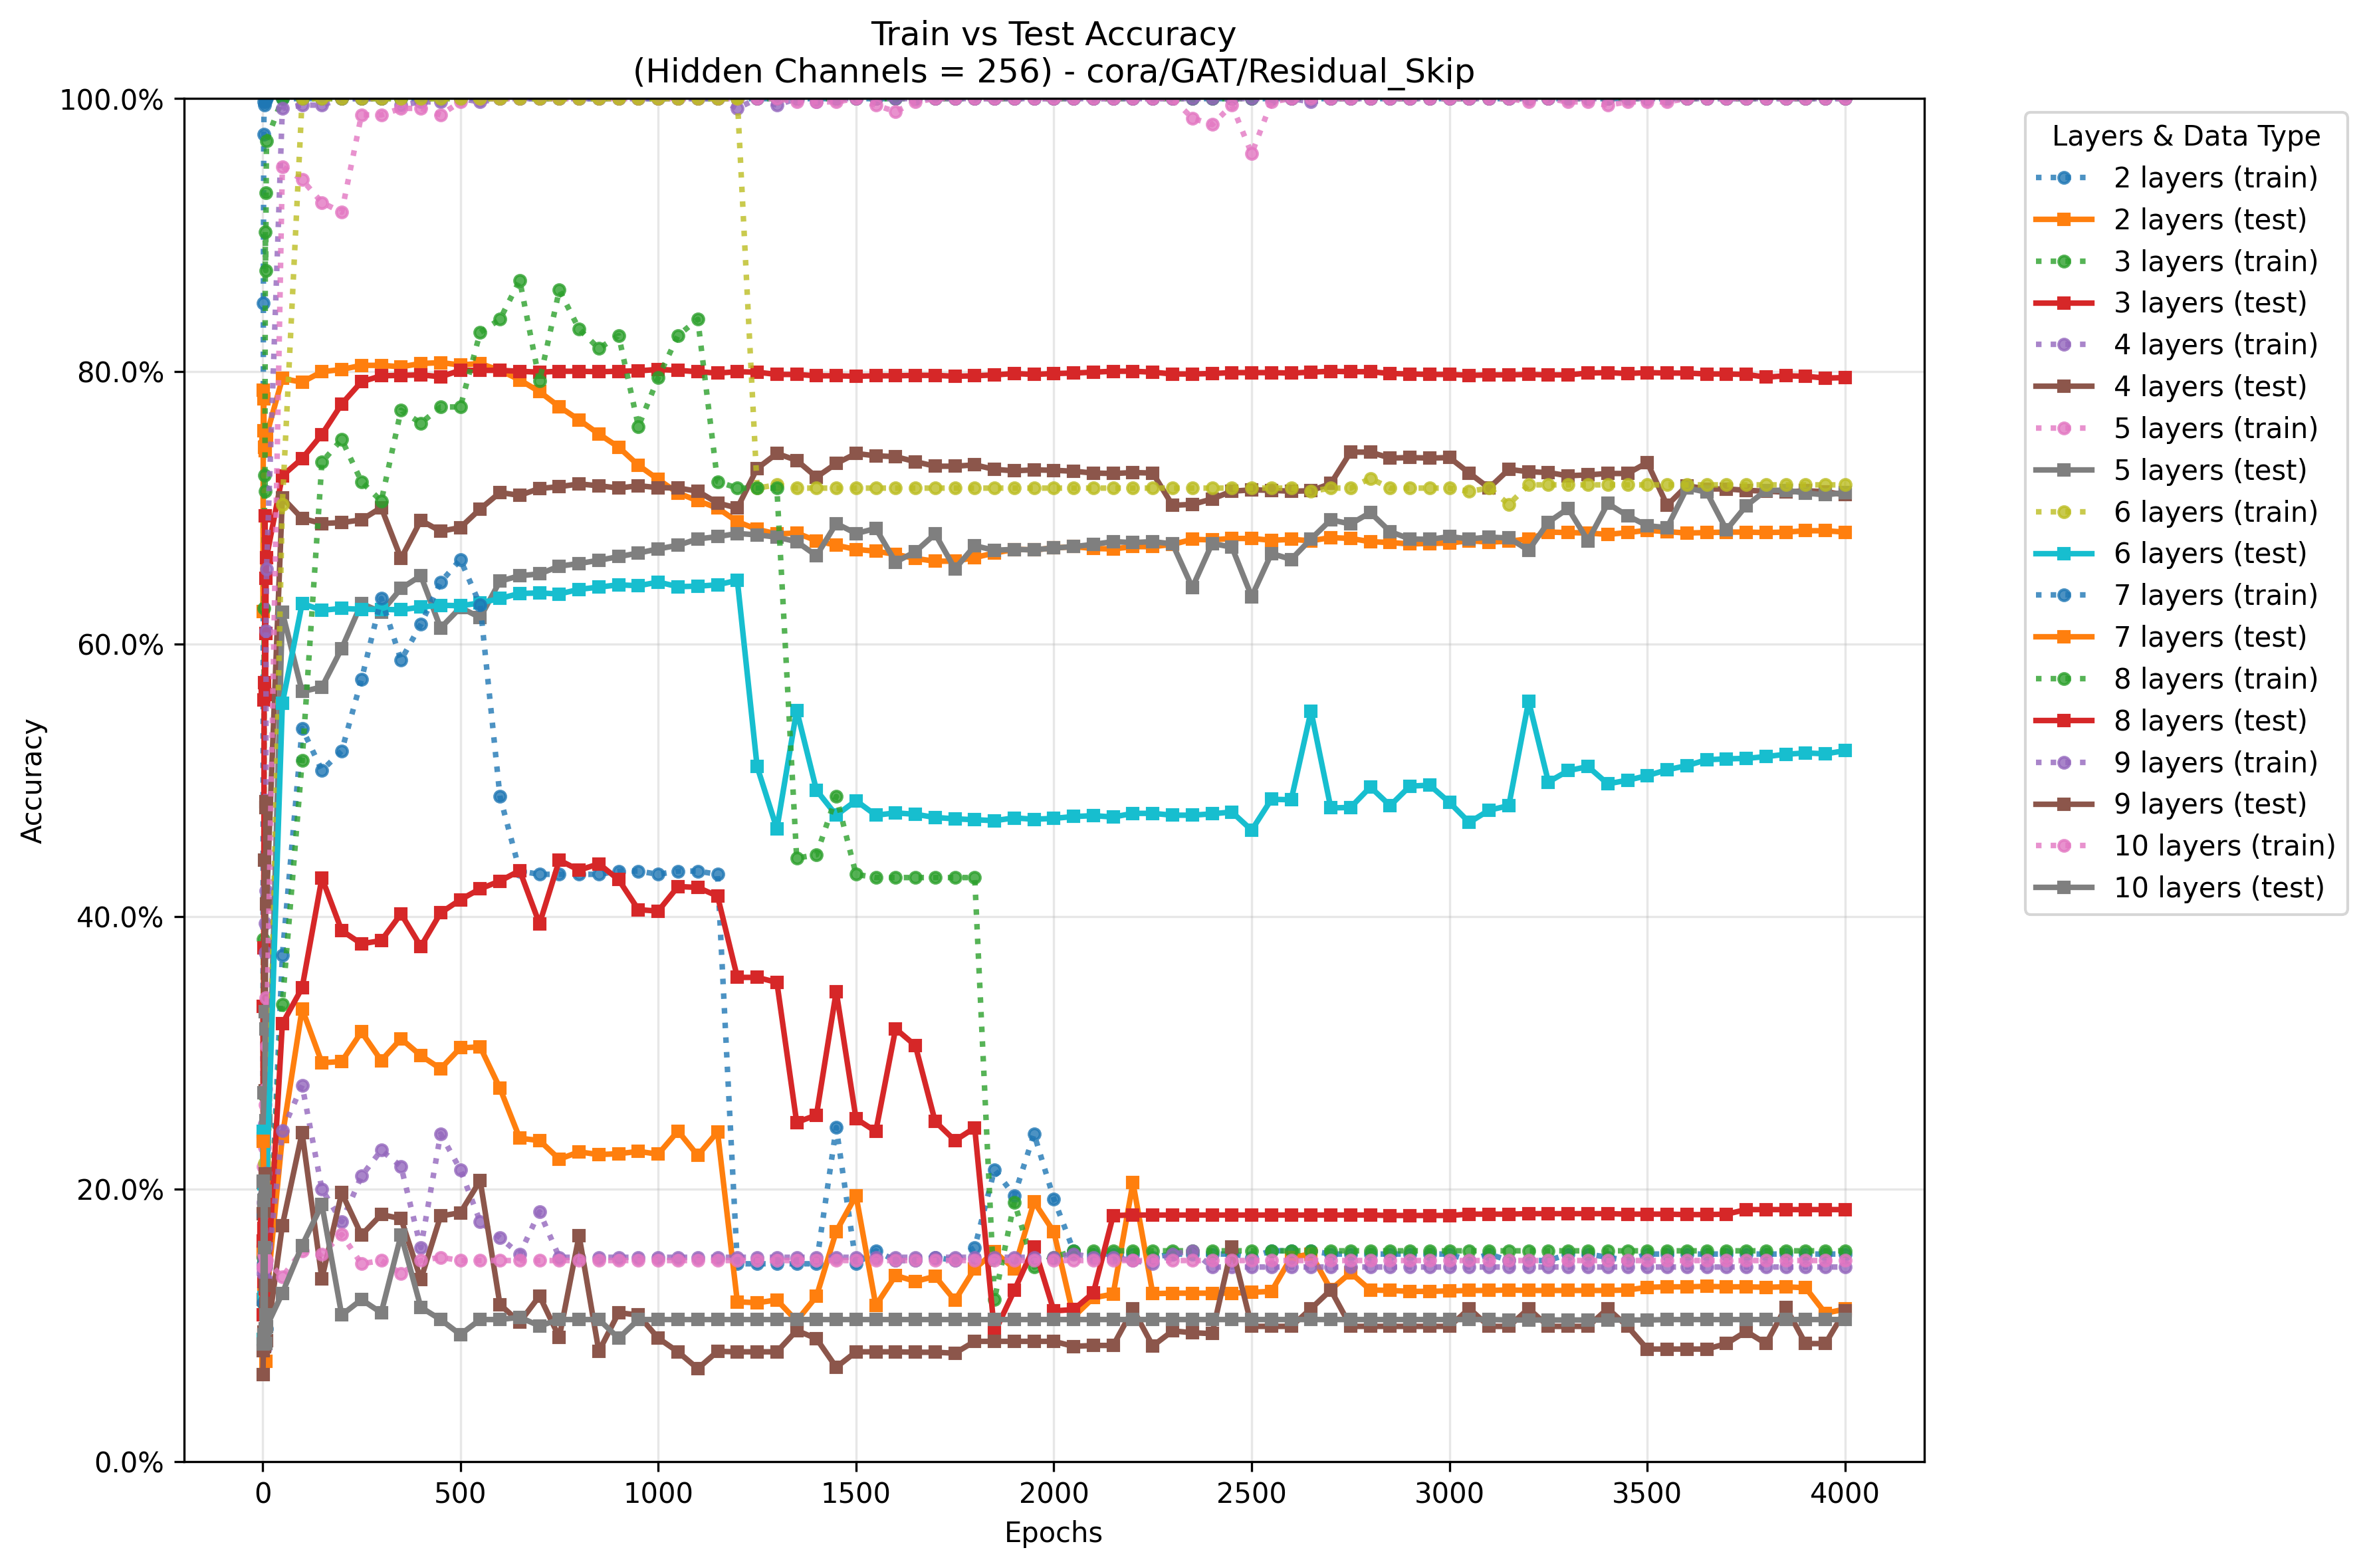 Train vs Test Accuracy
(Hidden Channels = 256) - cora/GAT/Residual_Skip
100.0%
80.0%
60.0%
40.0%
20.0%
0.0%
Accuracy
0 500 1000 1500 2000 2500 3000 3500 4000
Epochs
Layers & Data Type
2 layers (train)
2 layers (test)
3 layers (train)
3 layers (test)
4 layers (train)
4 layers (test)
5 layers (train)
5 layers (test)
6 layers (train)
6 layers (test)
7 layers (train)
7 layers (test)
8 layers (train)
8 layers (test)
9 layers (train)
9 layers (test)
10 layers (train)
10 layers (test)